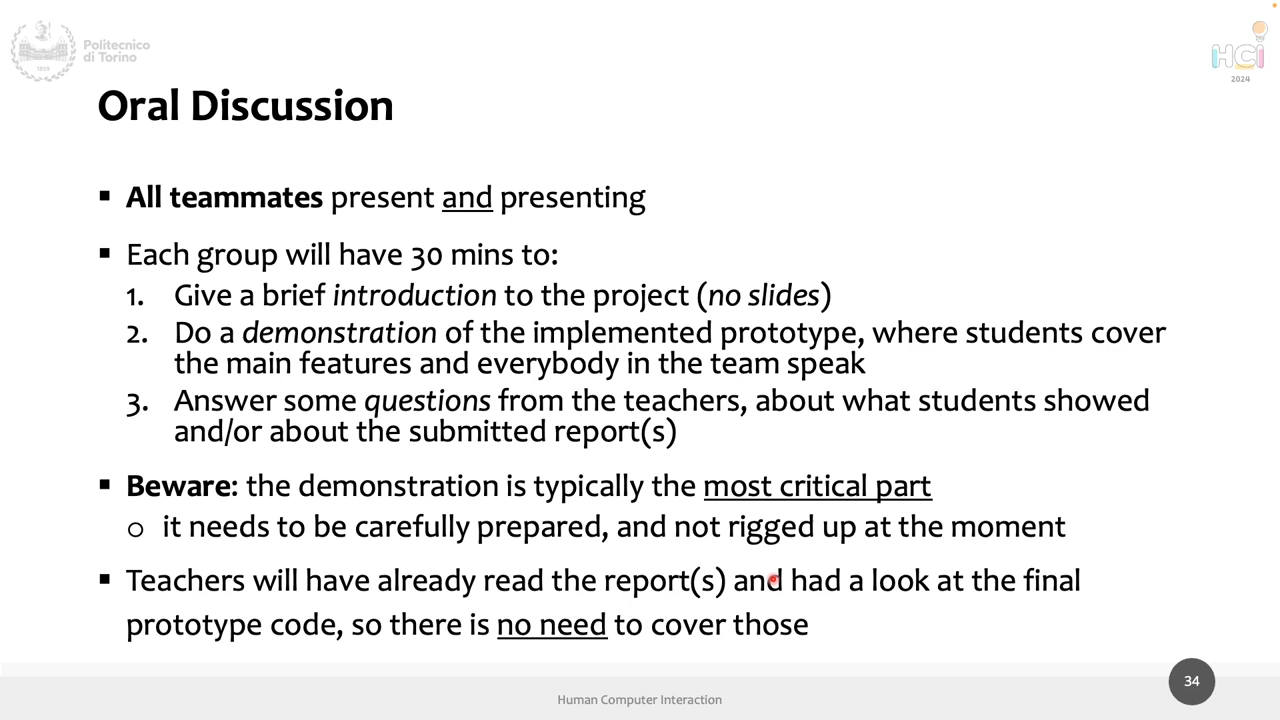 Politecnico
di Torino
1859
HCI
2024
Oral Discussion
▪ All teammates present and presenting
▪ Each group will have 30 mins to:
1. Give a brief introduction to the project (no slides)
2. Do a demonstration of the implemented prototype, where students cover
the main features and everybody in the team speak
3. Answer some questions from the teachers, about what students showed
and/or about the submitted report(s)
▪ Beware: the demonstration is typically the most critical part
o it needs to be carefully prepared, and not rigged up at the moment
▪ Teachers will have already read the report(s) and had a look at the final
prototype code, so there is no need to cover those
Human Computer Interaction
34